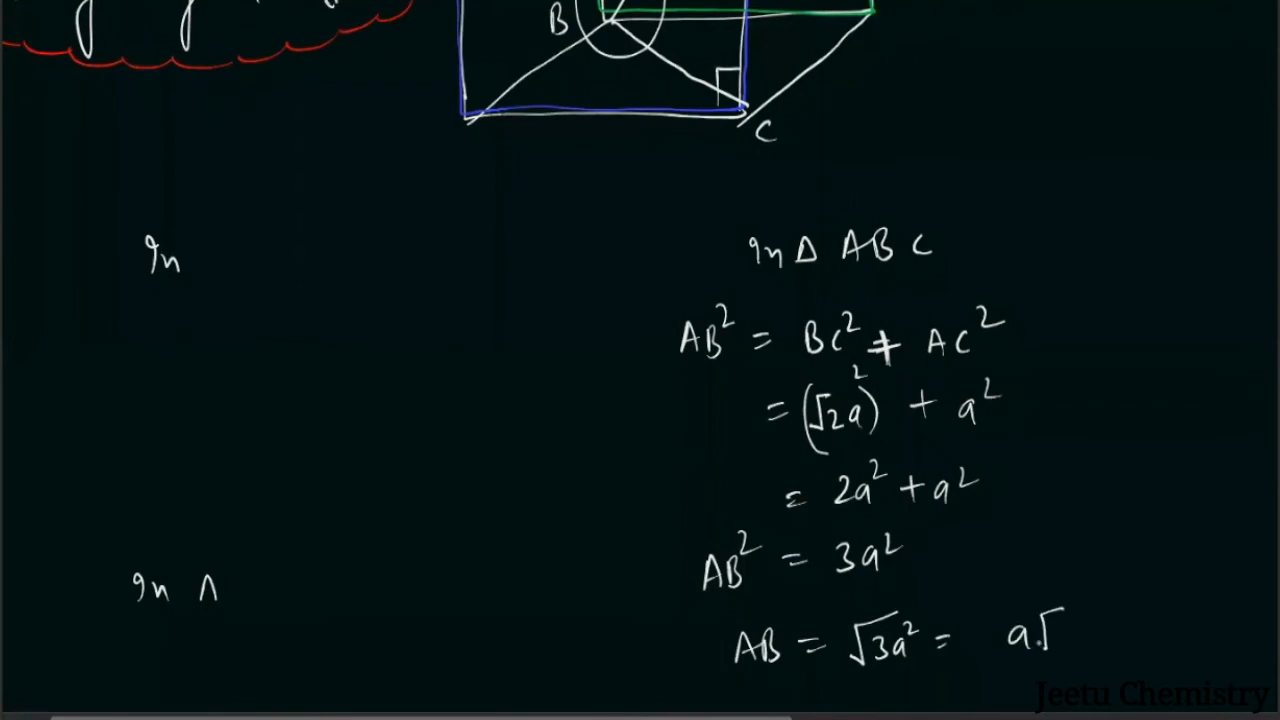 B
C
In
In Δ ABC
AB² = BC² + AC²
= (√2a)² + a²
= 2a² + a²
AB² = 3a²
In Λ
AB = √3a² = a√
Jeetu Chemistry